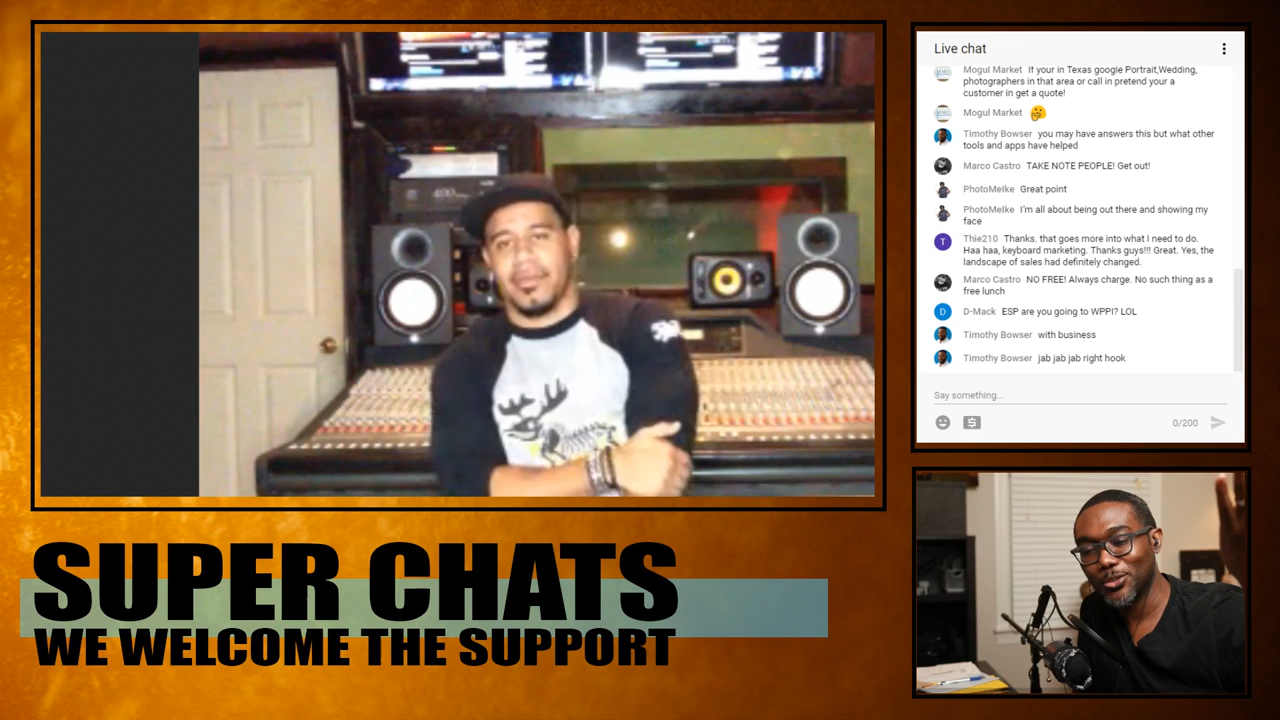 Live chat
Mogul Market If your in Texas google Portrait,Wedding,
photographers in that area or call in pretend your a
customer in get a quote!
Mogul Market 🤔
Timothy Bowser you may have answers this but what other
tools and apps have helped
Marco Castro TAKE NOTE PEOPLE! Get out!
PhotoMeIke Great point
PhotoMeIke I'm all about being out there and showing my
face
T
Thie210 Thanks. that goes more into what I need to do.
Haa haa, keyboard marketing. Thanks guys!!! Great. Yes, the
landscape of sales had definitely changed.
Marco Castro NO FREE! Always charge. No such thing as a
free lunch
D
D-Mack ESP are you going to WPPI? LOL
Timothy Bowser with business
Timothy Bowser jab jab jab right hook
Say something...
0/200
SUPER CHATS
WE WELCOME THE SUPPORT